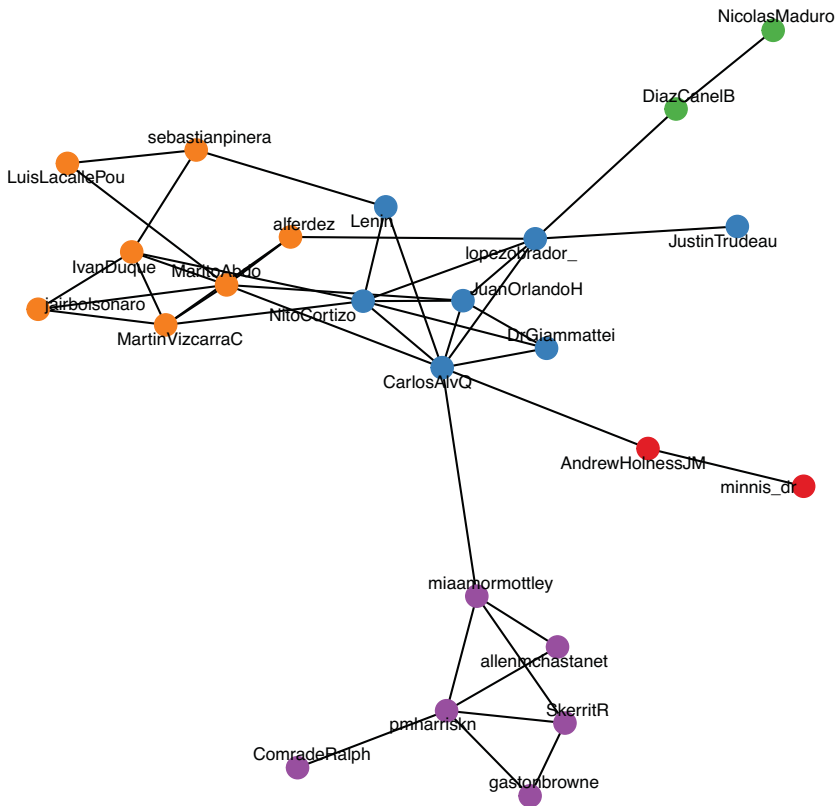 NicolasMaduro
DiazCanelB
sebastianpinera
LuisLacallePou
alferdez
Lenin
lopezobrador_
JustinTrudeau
IvanDuque
MaritoAbdo
JuanOrlandoH
jairbolsonaro
NitoCortizo
MartinVizcarraC
DrGiammattei
CarlosAlvQ
AndrewHolnessJM
minnis_dr
miaamormottley
allenmchastanet
SkerritR
pmharriskn
ComradeRalph
gastonbrowne